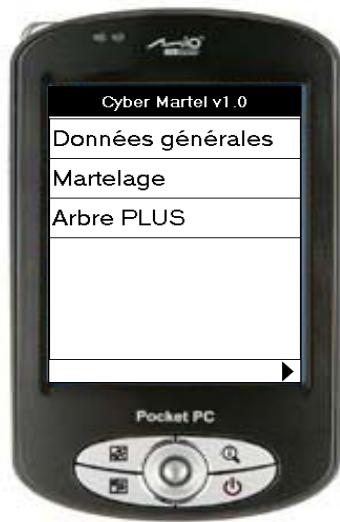 Mio
Cyber Martel v1.0
Données générales
Martelage
Arbre PLUS
Pocket PC